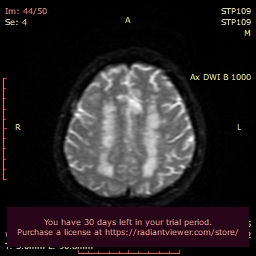 Im: 44/50
Se: 4
A
STP109
STP109
M
Ax DWI B 1000
R
L
You have 30 days left in your trial period.
Purchase a license at https://radiantviewer.com/store/